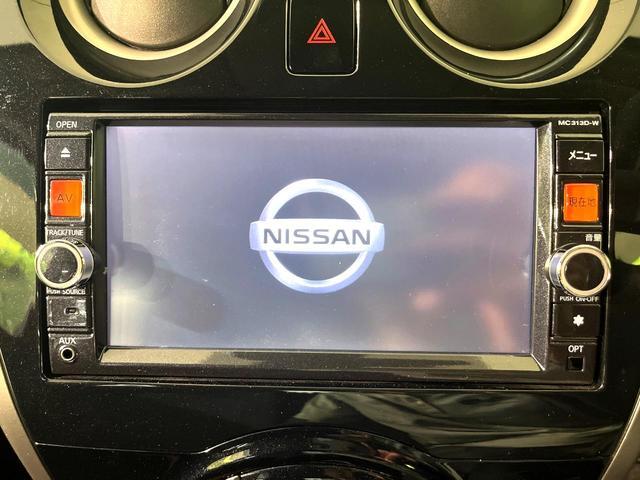 OPEN
MC313D-W
メニュー
AV
現在地
TRACK/TUNE
音量
NISSAN
PUSH SOURCE
PUSH ON-OFF
AUX
OPT